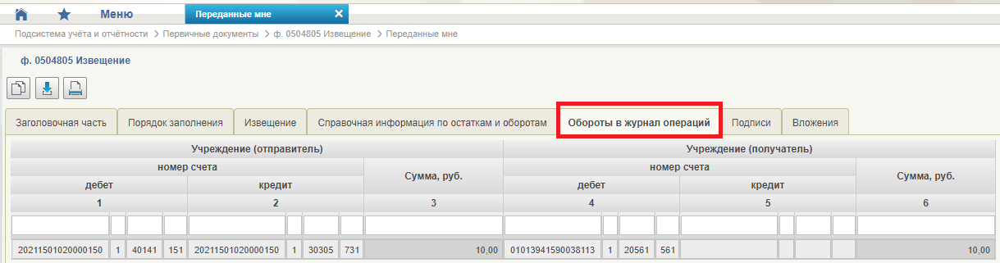 Меню Переданные мне
Подсистема учёта и отчётности > Первичные документы > ф. 0504805 Извещение > Переданные мне
ф. 0504805 Извещение
Заголовочная часть Порядок заполнения Извещение Справочная информация по остаткам и оборотам Обороты в журнал операций Подписи Вложения
Учреждение (отправитель) Учреждение (получатель)
номер счета Сумма, руб. номер счета Сумма, руб.
дебет кредит дебет кредит
1 2 3 4 5 6
20211501020000150 1 40141 151 20211501020000150 1 30305 731 10,00 01013941590038113 1 20561 561 10,00